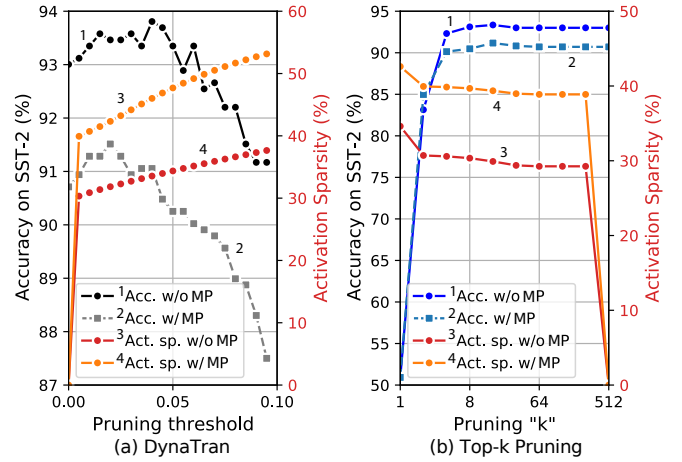 95
94
93
92
91
90
89
88
87
Accuracy on SST-2 (%)
60
50
40
30
20
10
0
Activation Sparsity (%)
1
3
4
2
1Acc. w/o MP
2Acc. w/ MP
3Act. sp. w/o MP
4Act. sp. w/ MP
0.00 0.05 0.10
Pruning threshold
(a) DynaTran
95
90
85
80
75
70
65
60
55
50
Accuracy on SST-2 (%)
50
40
30
20
10
0
Activation Sparsity (%)
1
2
4
3
1Acc. w/o MP
2Acc. w/ MP
3Act. sp. w/o MP
4Act. sp. w/ MP
1 8 64 512
Pruning "k"
(b) Top-k Pruning